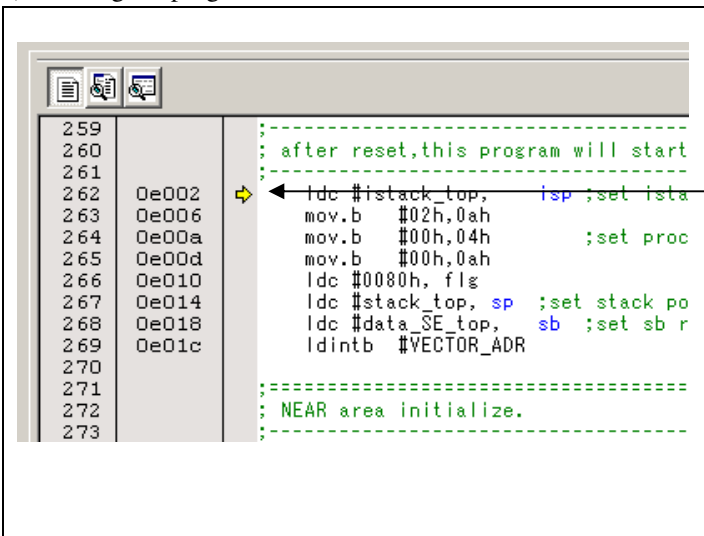 259 ;-----------------------------------
260 ; after reset,this program will start
261 ;-----------------------------------
262 0e002 ldc #istack_top, isp ;set ista
263 0e006 mov.b #02h,0ah
264 0e00a mov.b #00h,04h ;set proc
265 0e00d mov.b #00h,0ah
266 0e010 ldc #0080h, flg
267 0e014 ldc #stack_top, sp ;set stack po
268 0e018 ldc #data_SE_top, sb ;set sb r
269 0e01c ldintb #VECTOR_ADR
270
271 ;===================================
272 ; NEAR area initialize.
273 ;-----------------------------------